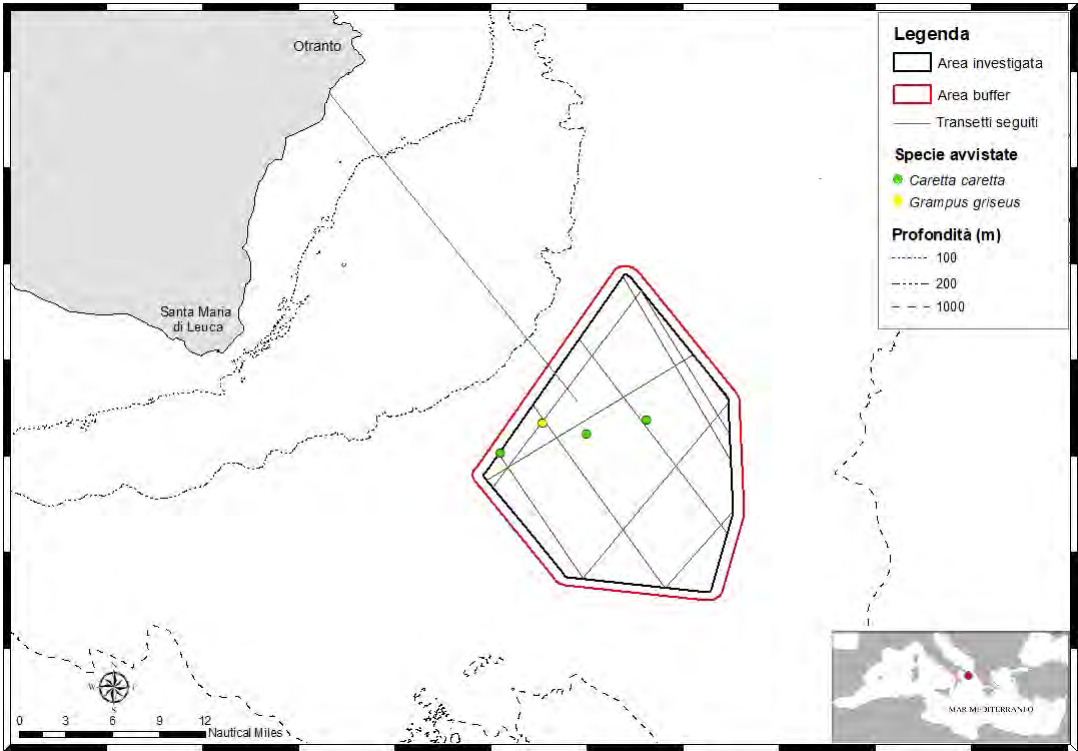 Otranto
Santa Maria
di Leuca
Legenda
Area investigata
Area buffer
Transetti seguiti
Specie avvistate
Caretta caretta
Grampus griseus
Profondità (m)
100
200
1000
W
S
0 3 6 9 12
Nautical Miles
MAR MEDITERRANEO